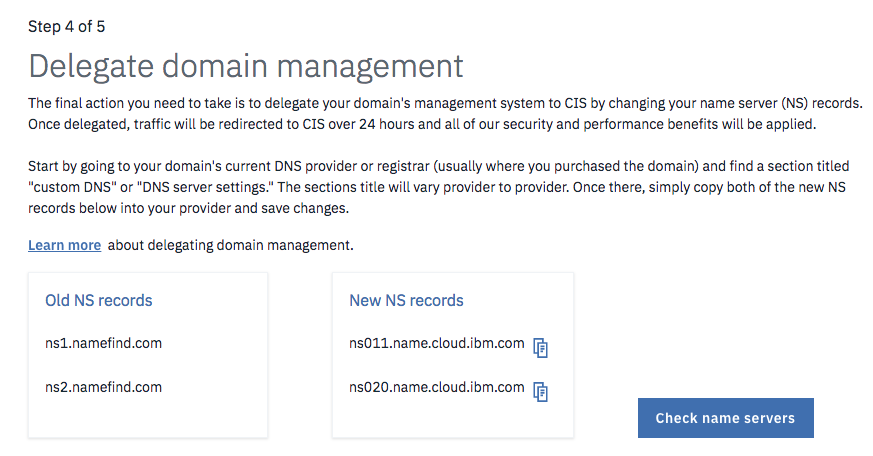 Step 4 of 5
Delegate domain management
The final action you need to take is to delegate your domain's management system to CIS by changing your name server (NS) records.
Once delegated, traffic will be redirected to CIS over 24 hours and all of our security and performance benefits will be applied.
Start by going to your domain's current DNS provider or registrar (usually where you purchased the domain) and find a section titled
"custom DNS" or "DNS server settings." The sections title will vary provider to provider. Once there, simply copy both of the new NS
records below into your provider and save changes.
Learn more about delegating domain management.
Old NS records
ns1.namefind.com
ns2.namefind.com
New NS records
ns011.name.cloud.ibm.com
ns020.name.cloud.ibm.com
Check name servers